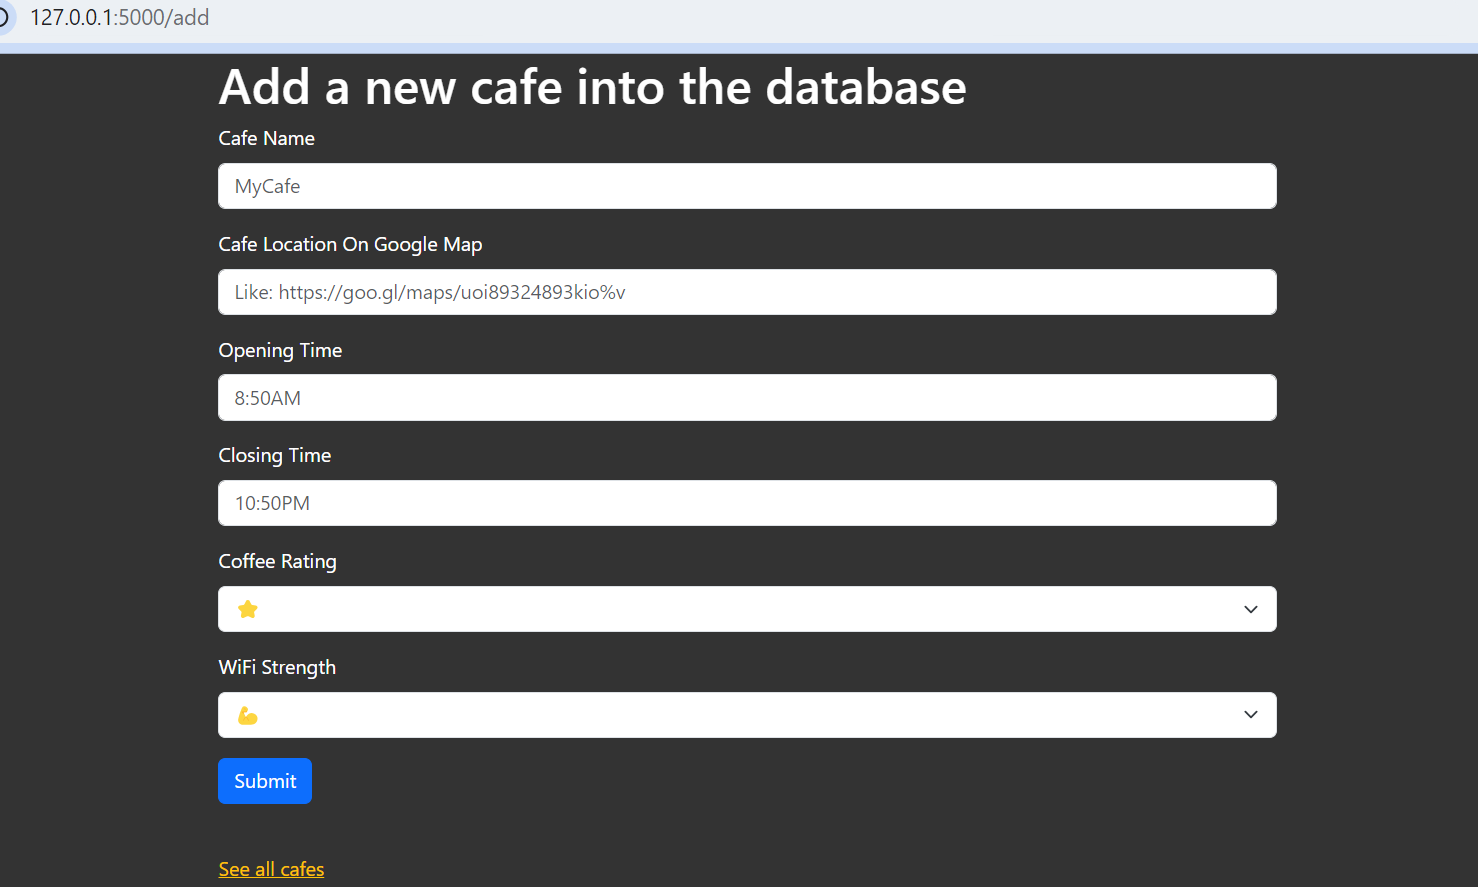 127.0.0.1:5000/add
Add a new cafe into the database
Cafe Name
MyCafe
Cafe Location On Google Map
Like: https://goo.gl/maps/uoi89324893kio%v
Opening Time
8:50AM
Closing Time
10:50PM
Coffee Rating
⭐
WiFi Strength
💪
Submit
See all cafes